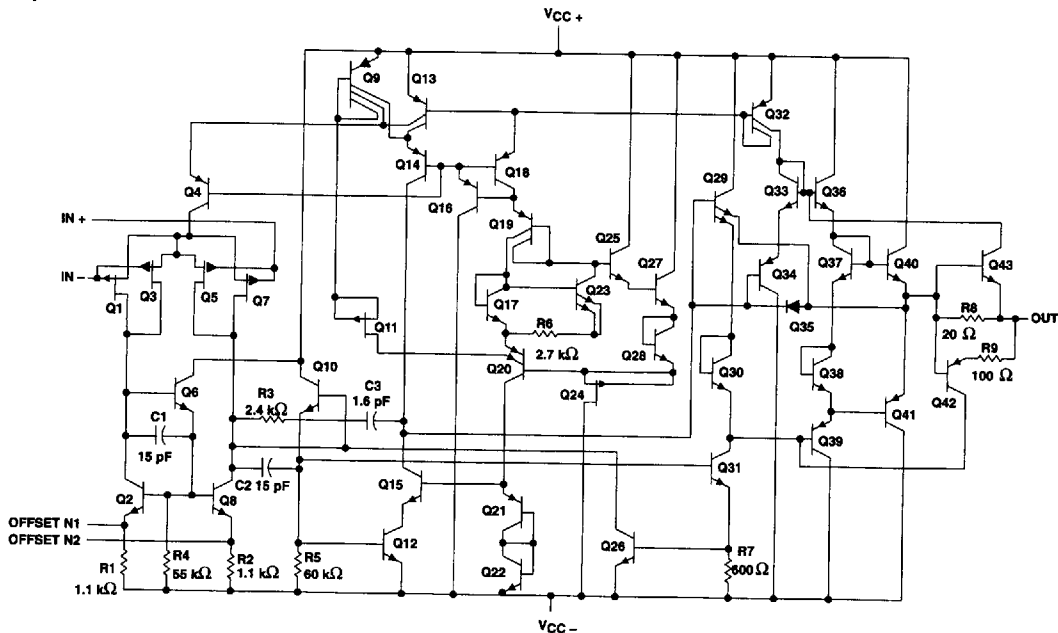 VCC +
Q9
Q13
Q32
Q14
Q18
Q4
Q16
Q29
Q33
Q36
IN +
Q19
Q25
IN –
Q27
Q34
Q37
Q40
Q43
Q3
Q5
Q7
Q1
Q17
Q23
R8
OUT
Q11
R6
Q35
20 Ω
2.7 kΩ
Q28
R9
Q20
100 Ω
Q10
C3
Q30
Q38
Q6
R3
1.6 pF
Q24
Q42
2.4 kΩ
Q41
C1
Q39
15 pF
C2 15 pF
Q31
Q2
Q8
Q15
Q21
OFFSET N1
OFFSET N2
Q12
Q26
R7
R4
R2
R5
600 Ω
R1
55 kΩ
1.1 kΩ
60 kΩ
Q22
1.1 kΩ
VCC –